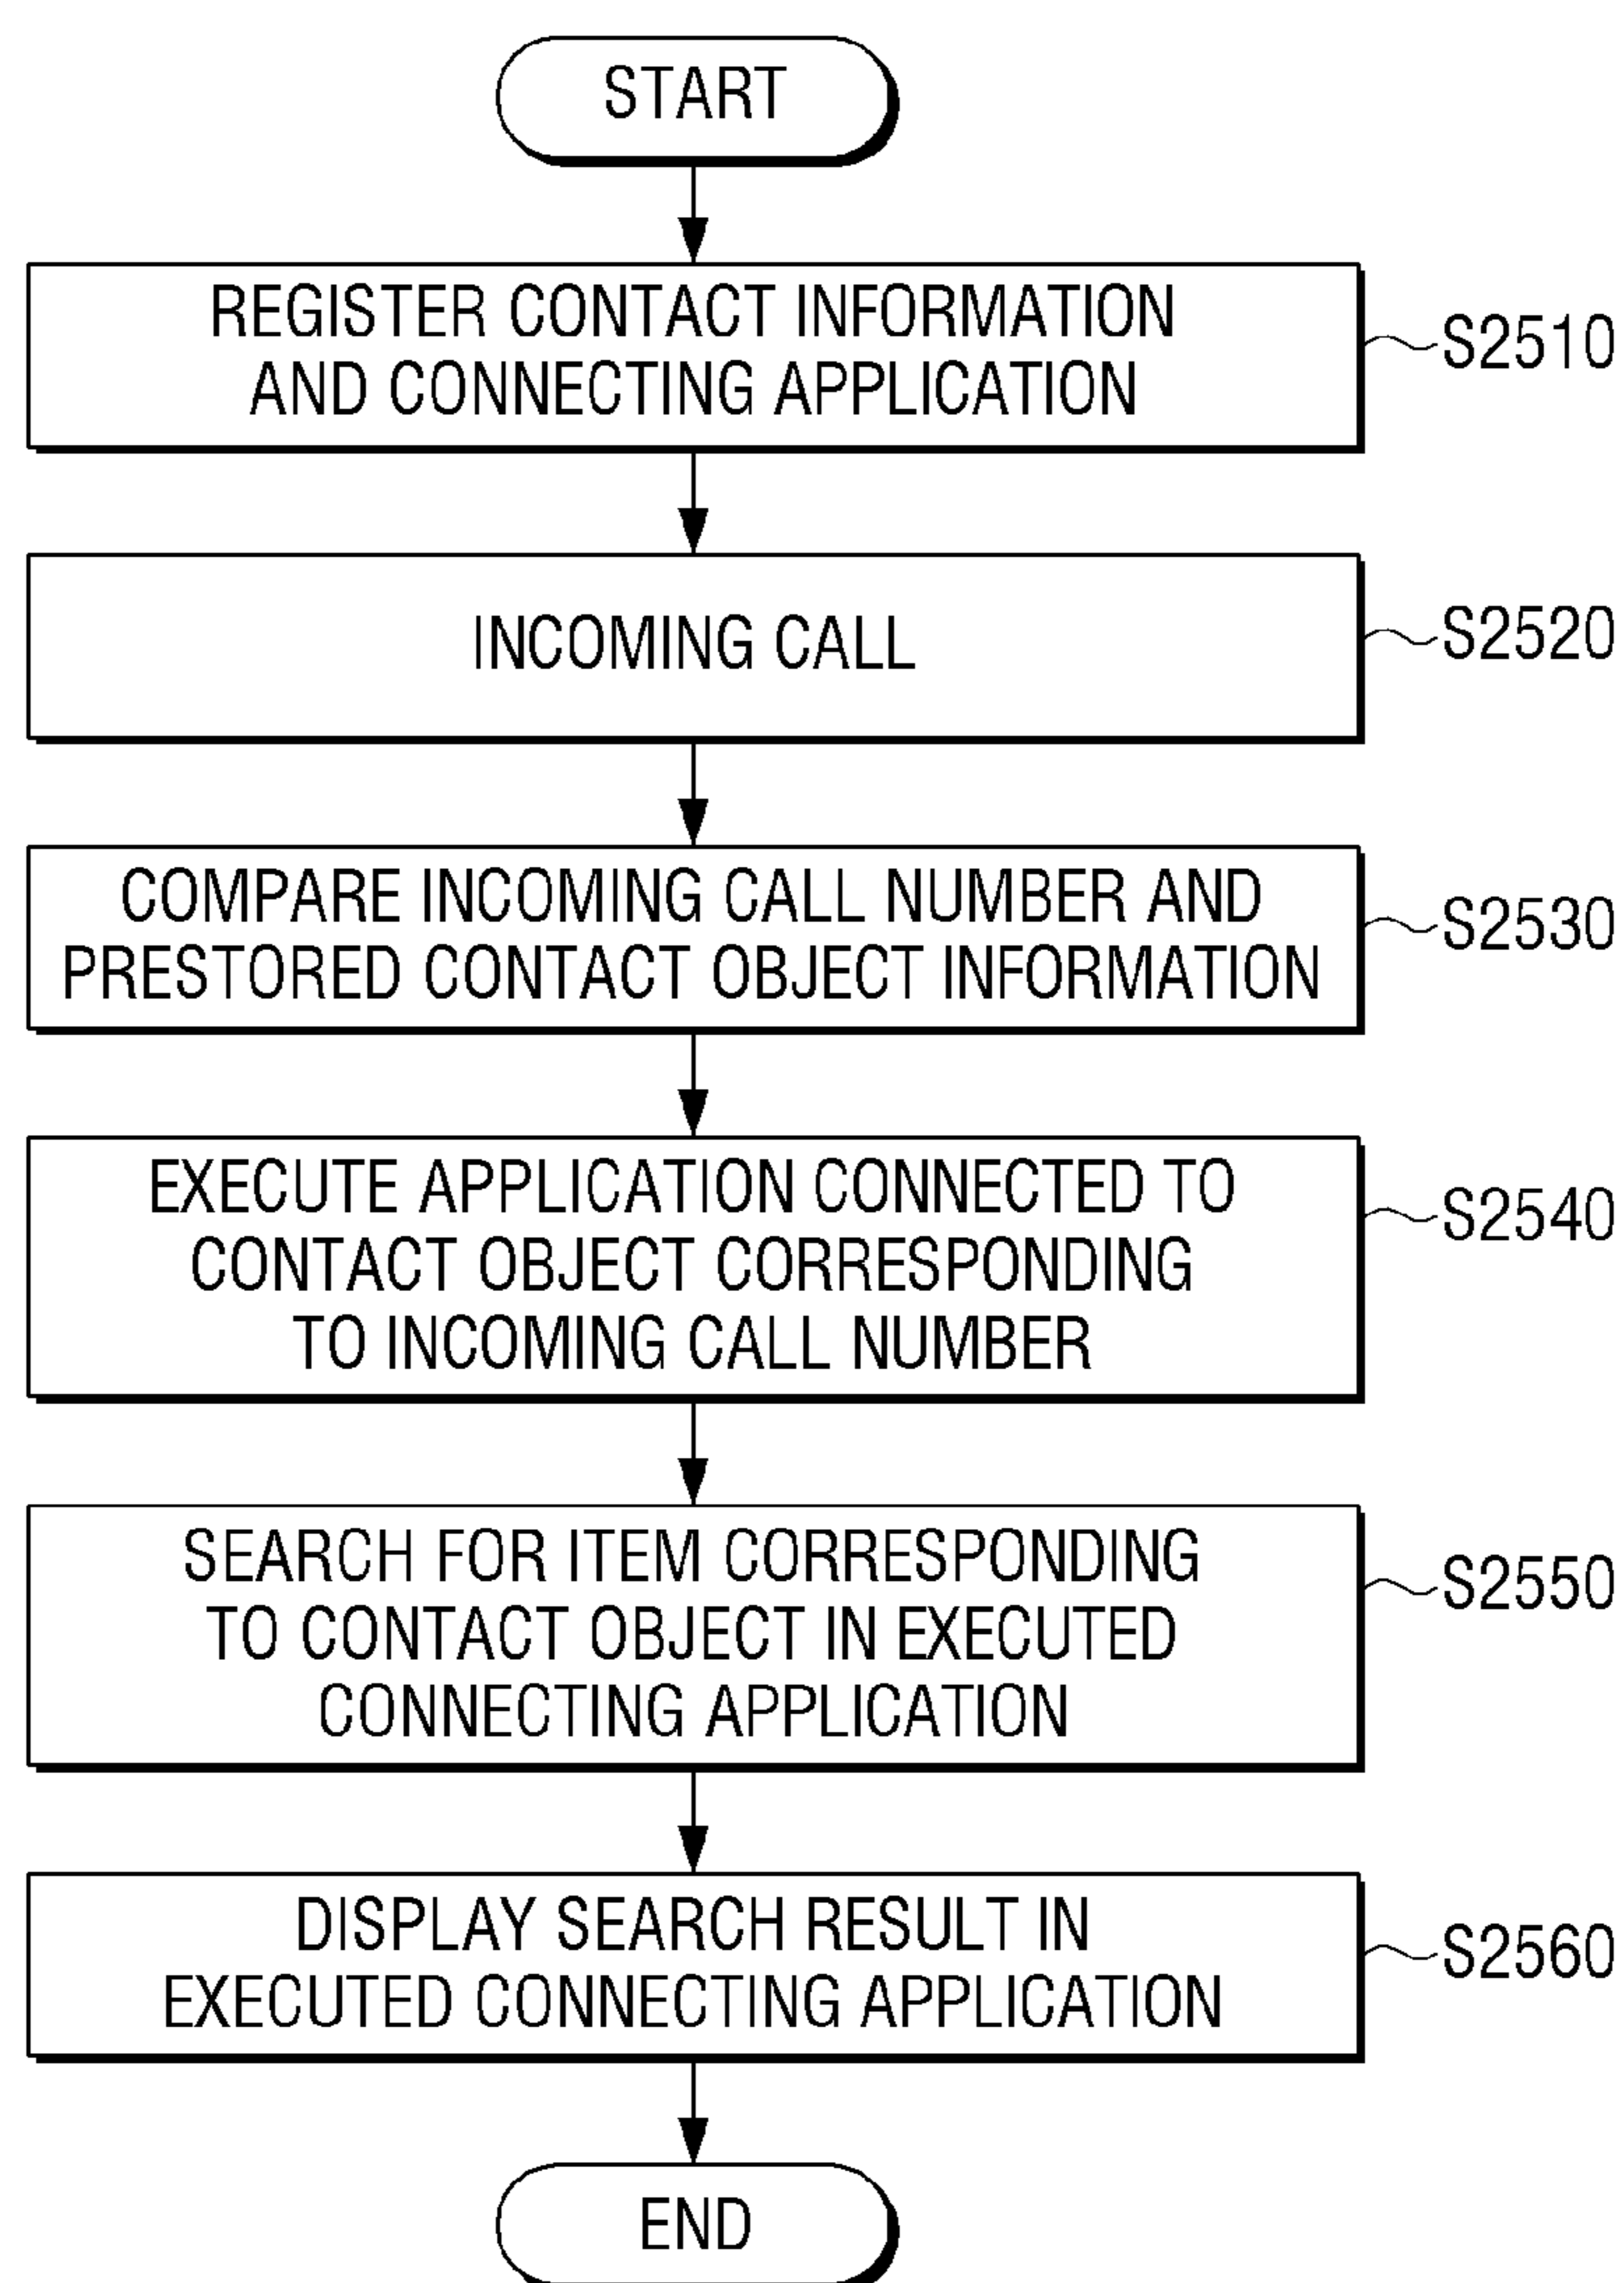 START
REGISTER CONTACT INFORMATION
AND CONNECTING APPLICATION
S2510
INCOMING CALL
S2520
COMPARE INCOMING CALL NUMBER AND
PRESTORED CONTACT OBJECT INFORMATION
S2530
EXECUTE APPLICATION CONNECTED TO
CONTACT OBJECT CORRESPONDING
TO INCOMING CALL NUMBER
S2540
SEARCH FOR ITEM CORRESPONDING
TO CONTACT OBJECT IN EXECUTED
CONNECTING APPLICATION
S2550
DISPLAY SEARCH RESULT IN
EXECUTED CONNECTING APPLICATION
S2560
END